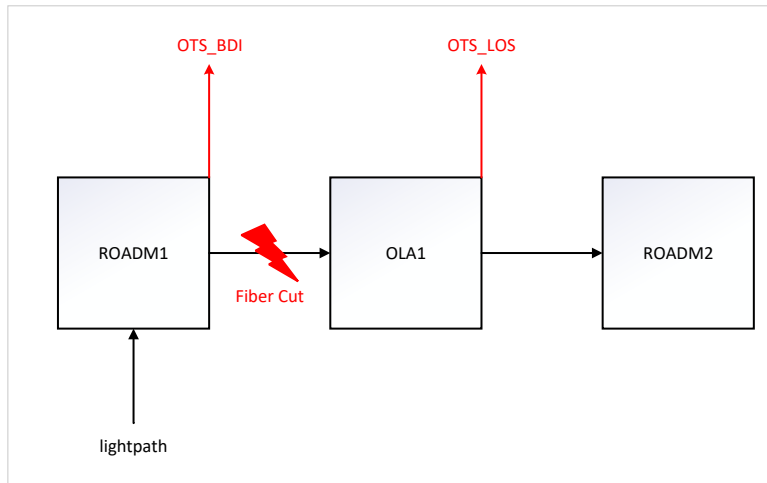 OTS_BDI
OTS_LOS
ROADM1
OLA1
ROADM2
Fiber Cut
lightpath